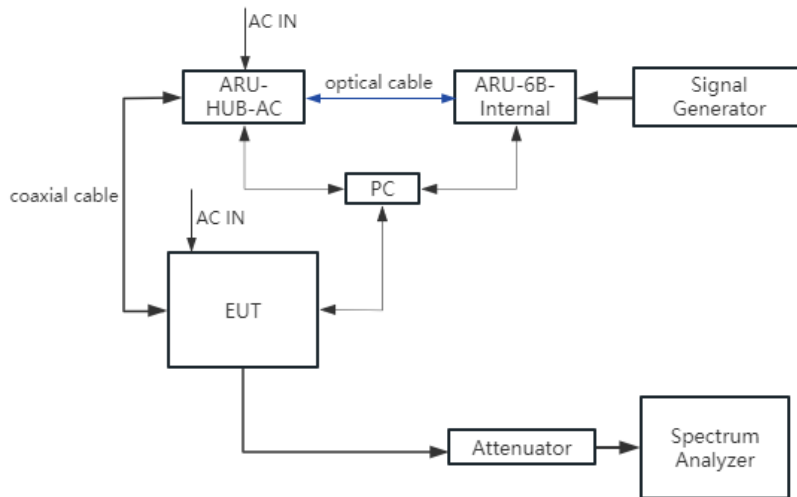 AC IN
ARU-
HUB-AC
optical cable
ARU-6B-
Internal
Signal
Generator
PC
coaxial cable
AC IN
EUT
Attenuator
Spectrum
Analyzer